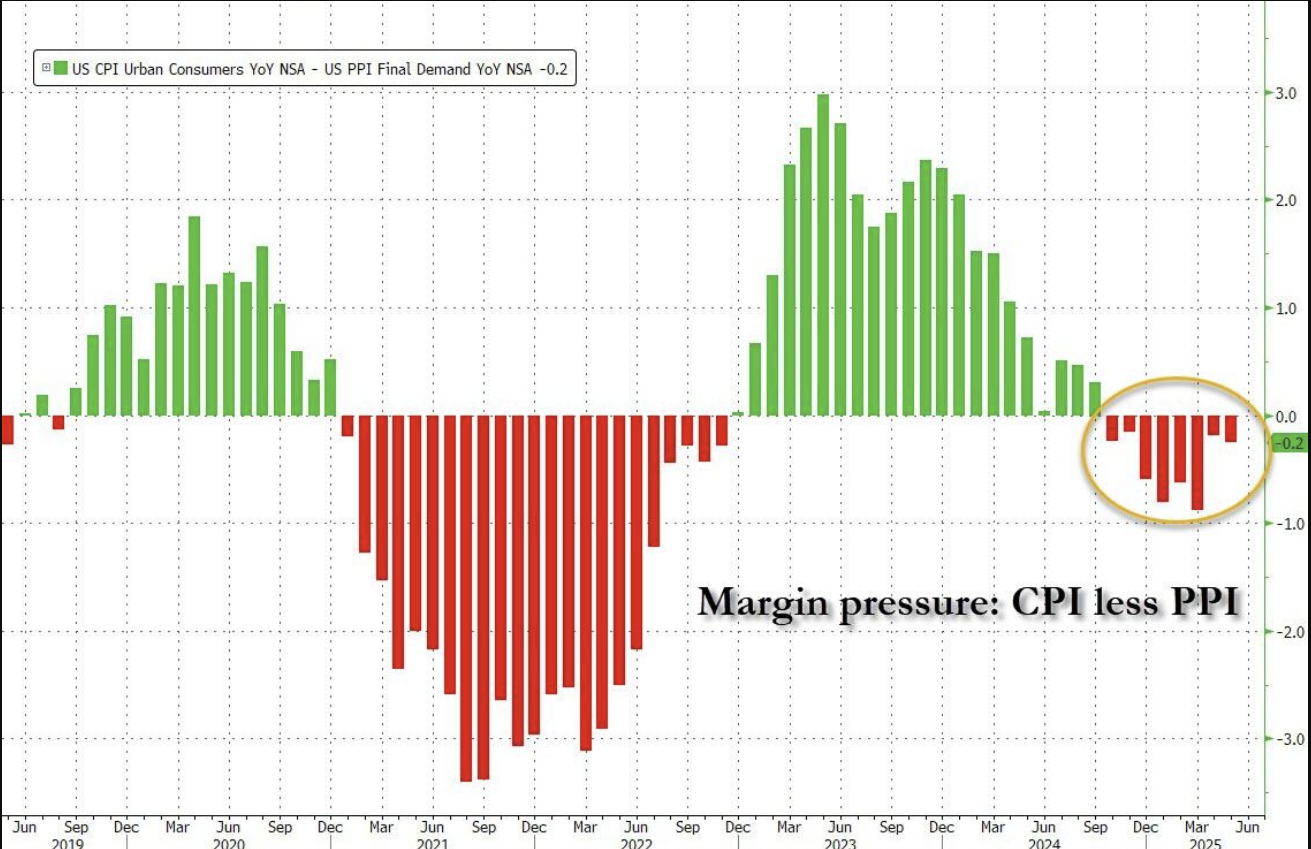 US CPI Urban Consumers YoY NSA - US PPI Final Demand YoY NSA -0.2
3.0
2.0
1.0
0.0
-0.2
-1.0
Margin pressure: CPI less PPI
-2.0
-3.0
Jun Sep Dec Mar Jun Sep Dec Mar Jun Sep Dec Mar Jun Sep Dec Mar Jun Sep Dec Mar Jun Sep Dec Mar Jun
2019 2020 2021 2022 2023 2024 2025